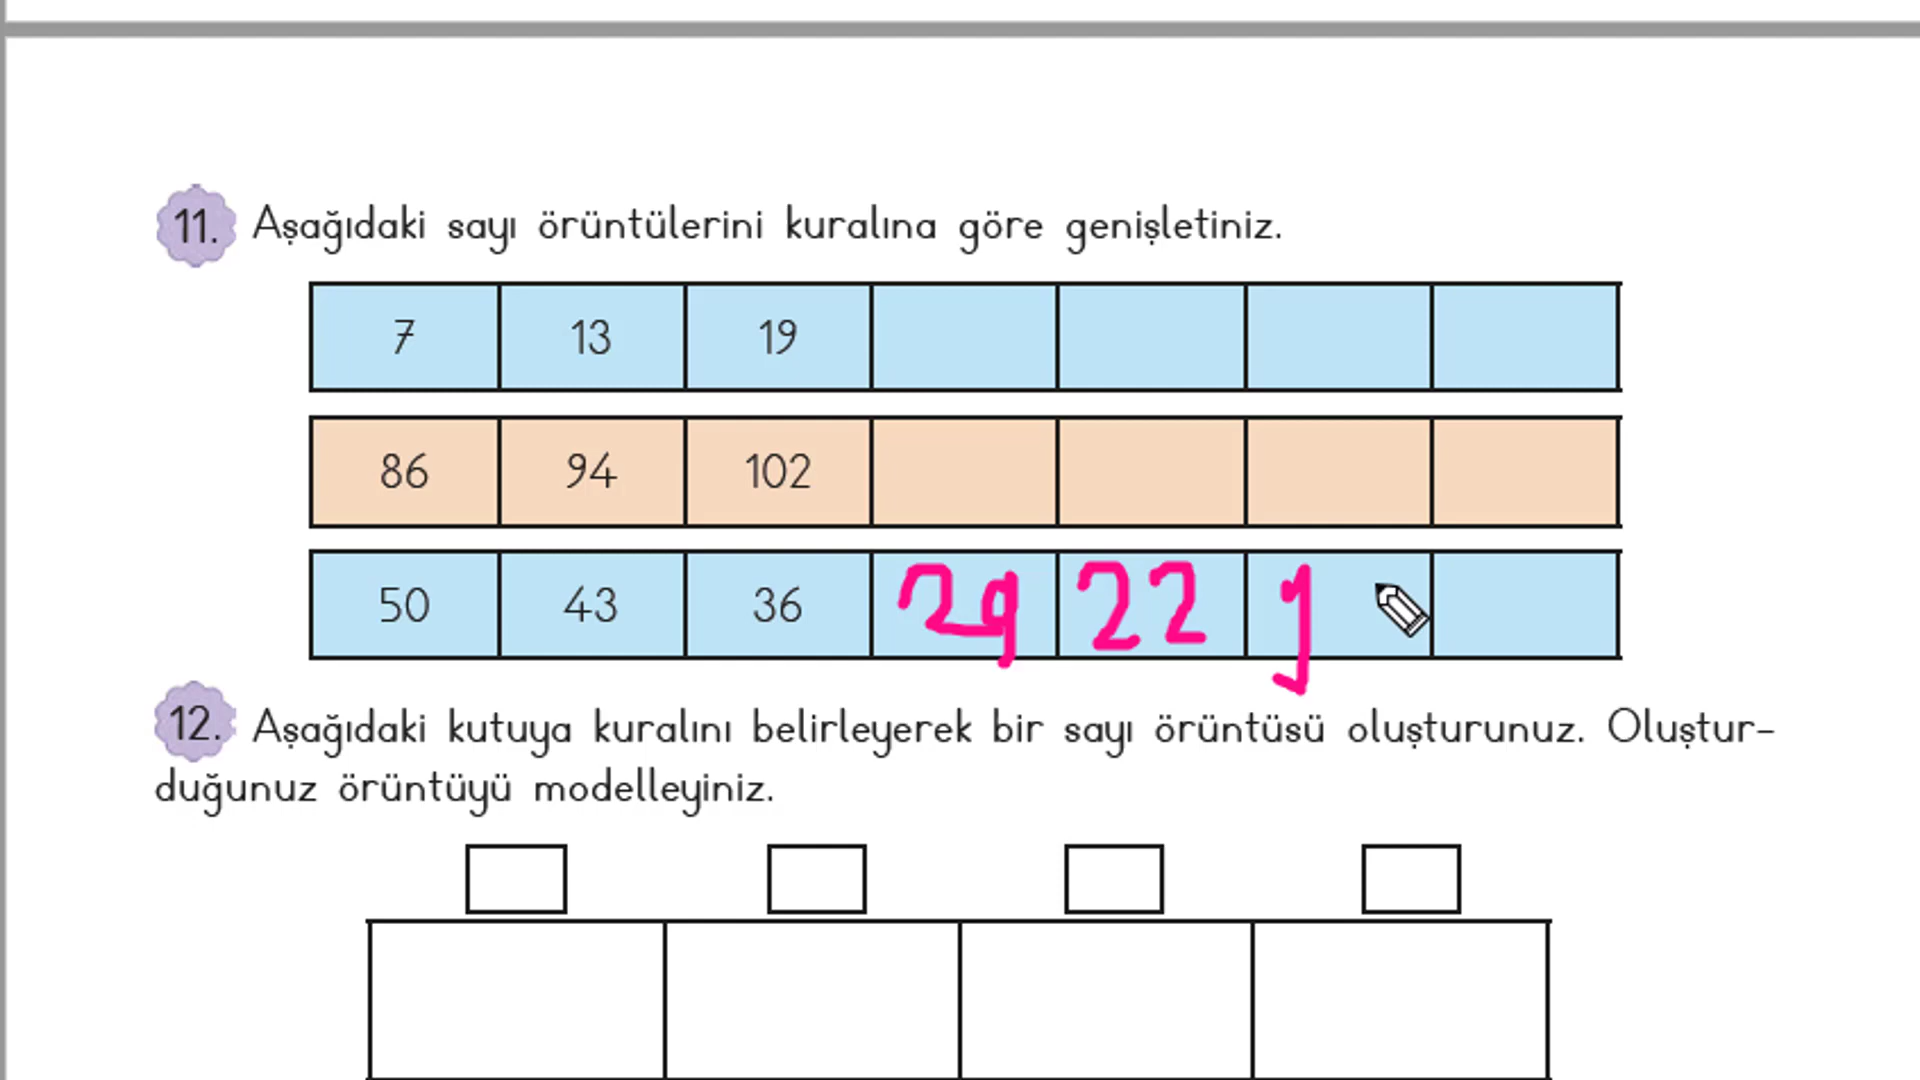 11. Aşağıdaki sayı örüntülerini kuralına göre genişletiniz.
7 13 19
86 94 102
50 43 36 29 22
12. Aşağıdaki kutuya kuralını belirleyerek bir sayı örüntüsü oluşturunuz. Oluştur-
duğunuz örüntüyü modelleyiniz.